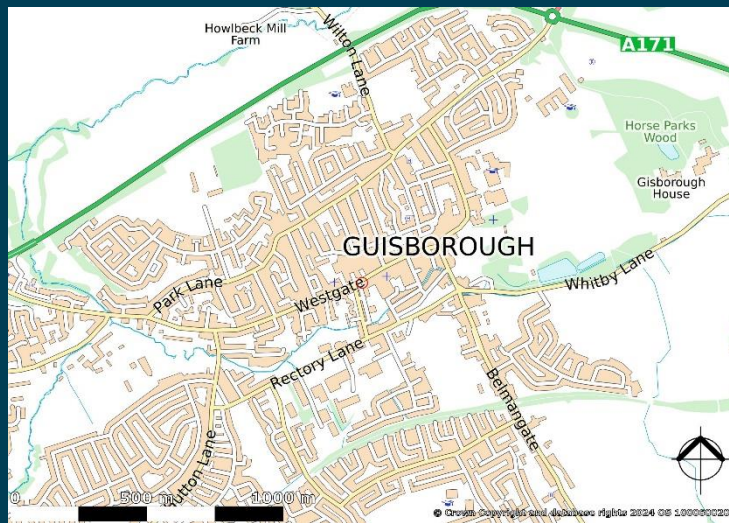 Howlbeck Mill
Farm
Wilton Lane
A171
Horse Parks
Wood
Gisborough
House
GUISBOROUGH
Park Lane
Westgate
Whitby Lane
Rectory Lane
Belmangate
Hutton Lane
0 500 m 1000 m
© Crown Copyright and database rights 2024 OS